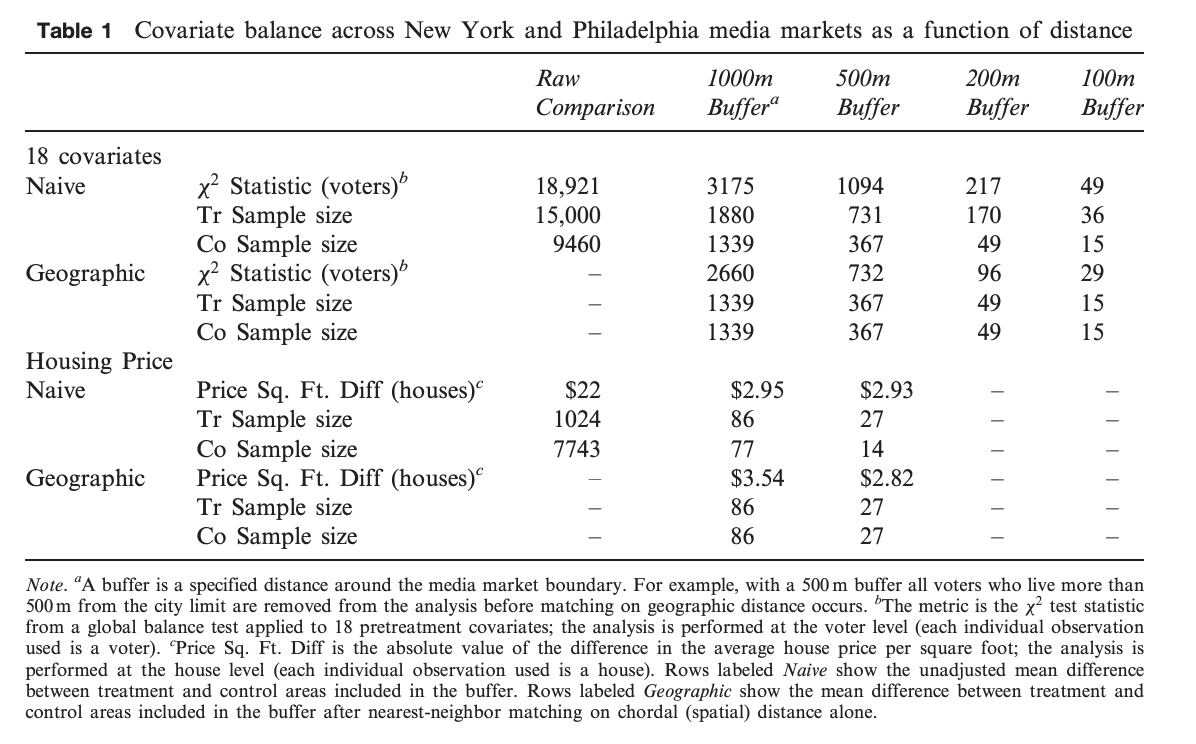 Table 1 Covariate balance across New York and Philadelphia media markets as a function of distance
Raw Comparison 1000m Buffer^a 500m Buffer 200m Buffer 100m Buffer
18 covariates
Naive χ² Statistic (voters)^b 18,921 3175 1094 217 49
Tr Sample size 15,000 1880 731 170 36
Co Sample size 9460 1339 367 49 15
Geographic χ² Statistic (voters)^b – 2660 732 96 29
Tr Sample size – 1339 367 49 15
Co Sample size – 1339 367 49 15
Housing Price
Naive Price Sq. Ft. Diff (houses)^c $22 $2.95 $2.93 – –
Tr Sample size 1024 86 27 – –
Co Sample size 7743 77 14 – –
Geographic Price Sq. Ft. Diff (houses)^c – $3.54 $2.82 – –
Tr Sample size – 86 27 – –
Co Sample size – 86 27 – –
Note. ^aA buffer is a specified distance around the media market boundary. For example, with a 500 m buffer all voters who live more than
500 m from the city limit are removed from the analysis before matching on geographic distance occurs. ^bThe metric is the χ² test statistic
from a global balance test applied to 18 pretreatment covariates; the analysis is performed at the voter level (each individual observation
used is a voter). ^cPrice Sq. Ft. Diff is the absolute value of the difference in the average house price per square foot; the analysis is
performed at the house level (each individual observation used is a house). Rows labeled Naive show the unadjusted mean difference
between treatment and control areas included in the buffer. Rows labeled Geographic show the mean difference between treatment and
control areas included in the buffer after nearest-neighbor matching on chordal (spatial) distance alone.